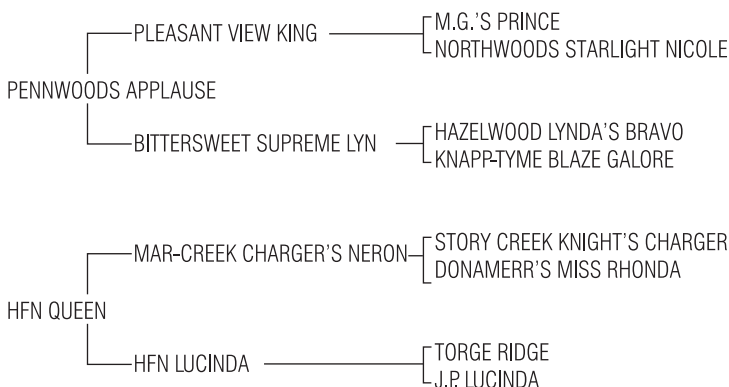 PLEASANT VIEW KING
M.G.'S PRINCE
NORTHWOODS STARLIGHT NICOLE
PENNWOODS APPLAUSE
BITTERSWEET SUPREME LYN
HAZELWOOD LYNDA'S BRAVO
KNAPP-TYME BLAZE GALORE
MAR-CREEK CHARGER'S NERON
STORY CREEK KNIGHT'S CHARGER
DONAMERR'S MISS RHONDA
HFN QUEEN
HFN LUCINDA
TORGE RIDGE
J.P. LUCINDA